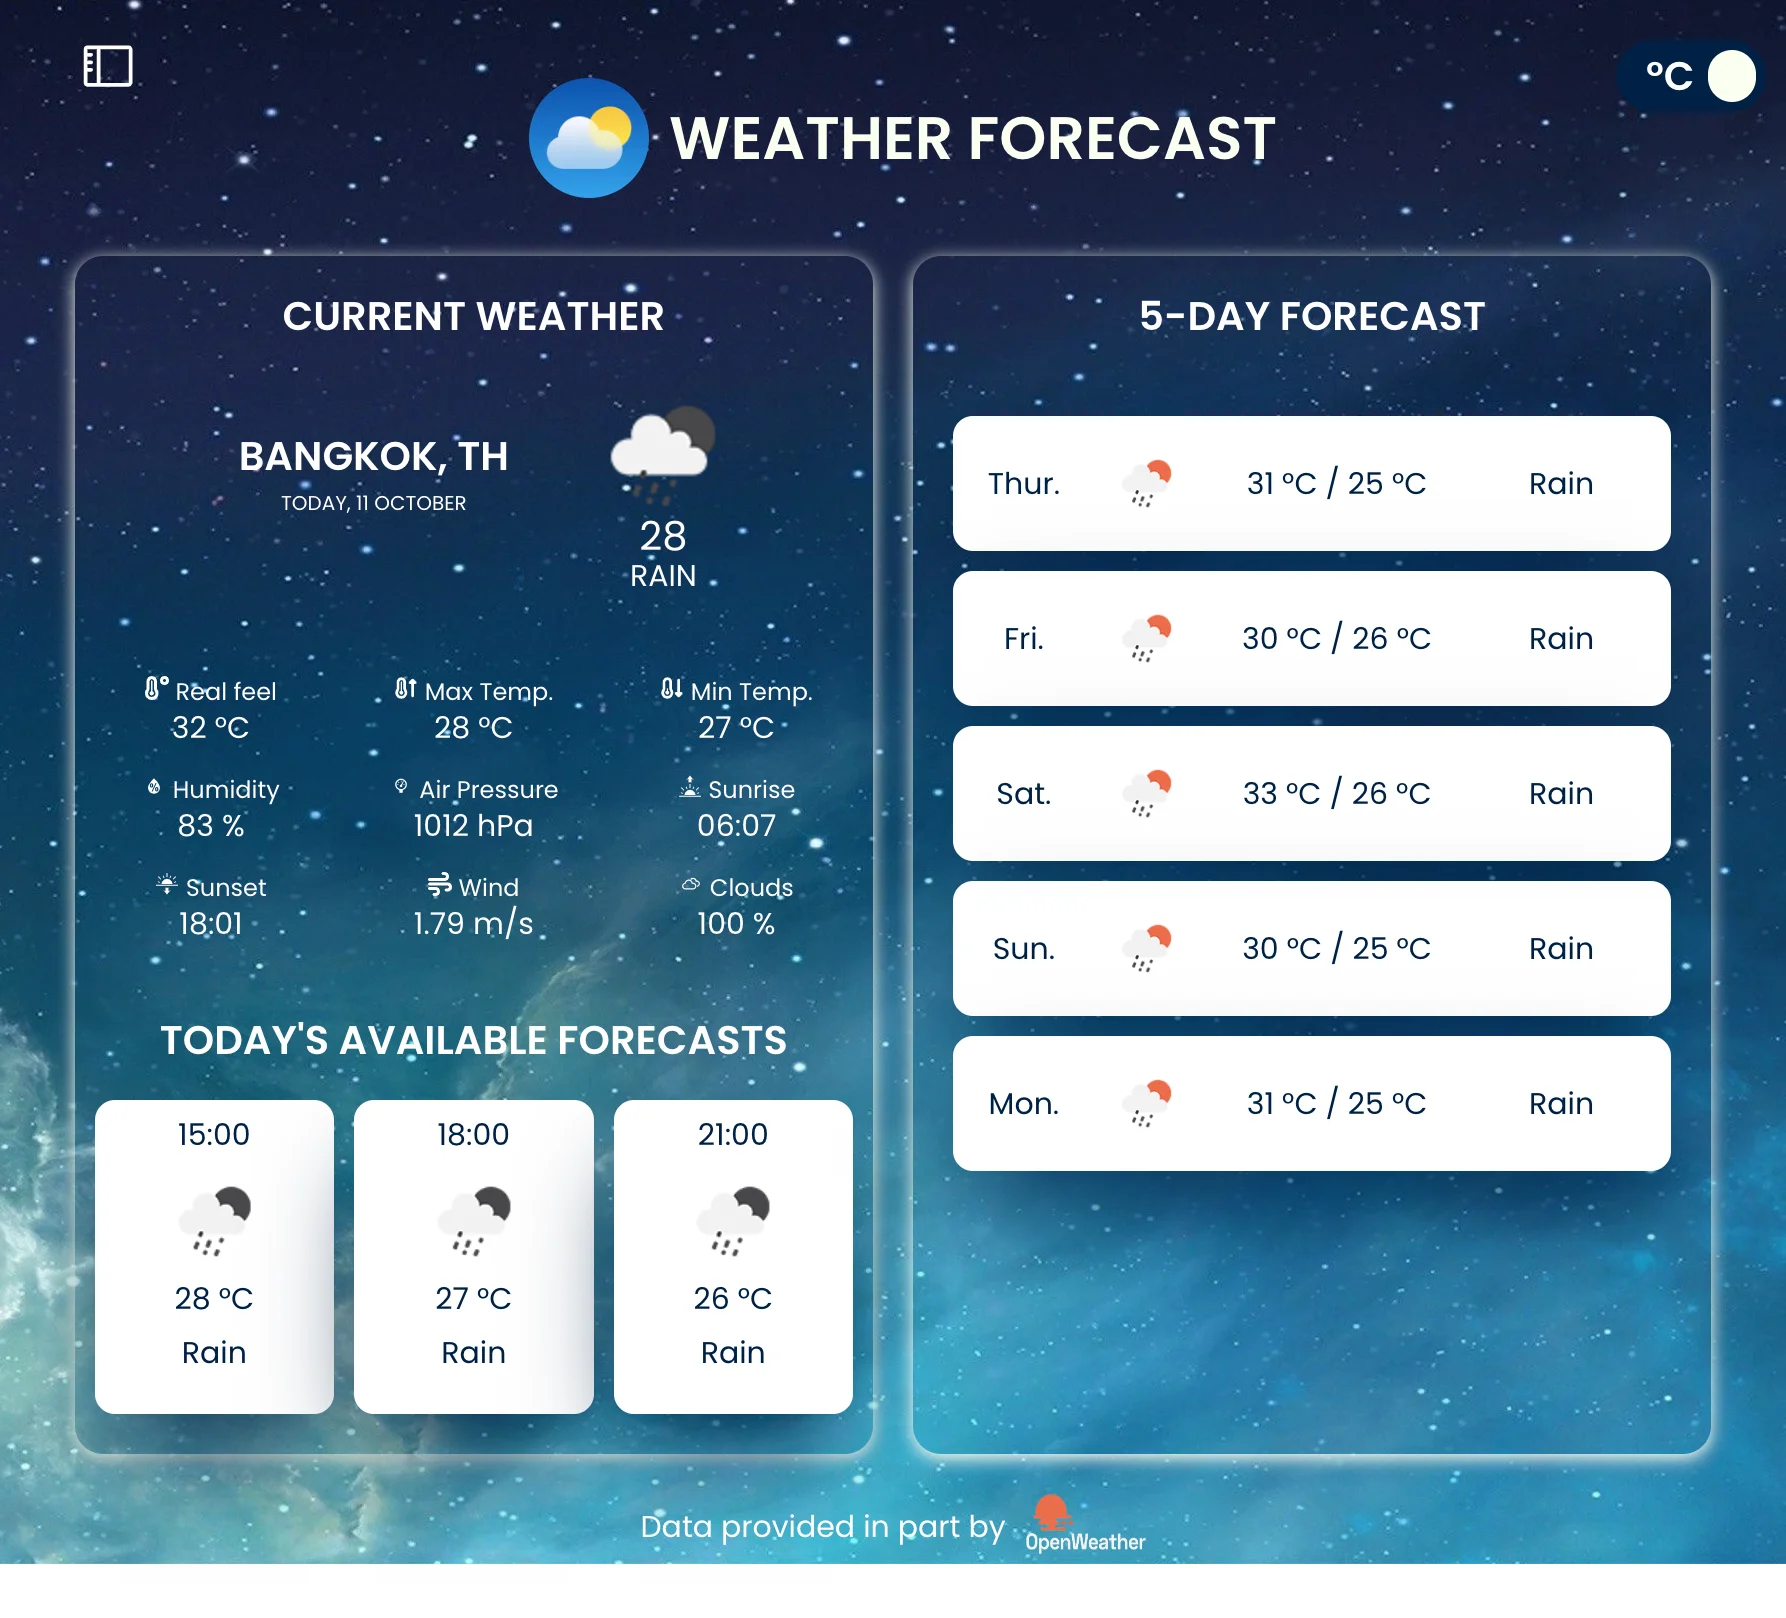 °C
WEATHER FORECAST
CURRENT WEATHER
BANGKOK, TH
TODAY, 11 OCTOBER
28
RAIN
Real feel
32 °C
Max Temp.
28 °C
Min Temp.
27 °C
Humidity
83 %
Air Pressure
1012 hPa
Sunrise
06:07
Sunset
18:01
Wind
1.79 m/s
Clouds
100 %
TODAY'S AVAILABLE FORECASTS
15:00
28 °C
Rain
18:00
27 °C
Rain
21:00
26 °C
Rain
5-DAY FORECAST
Thur. 31 °C / 25 °C Rain
Fri. 30 °C / 26 °C Rain
Sat. 33 °C / 26 °C Rain
Sun. 30 °C / 25 °C Rain
Mon. 31 °C / 25 °C Rain
Data provided in part by
OpenWeather